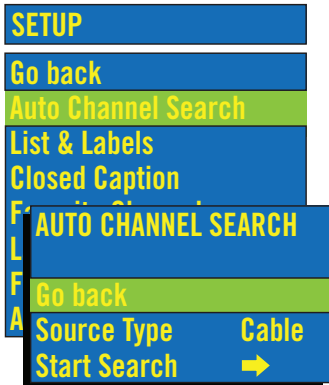 SETUP
Go back
Auto Channel Search
List & Labels
Closed Caption
AUTO CHANNEL SEARCH
Go back
Source Type Cable
Start Search